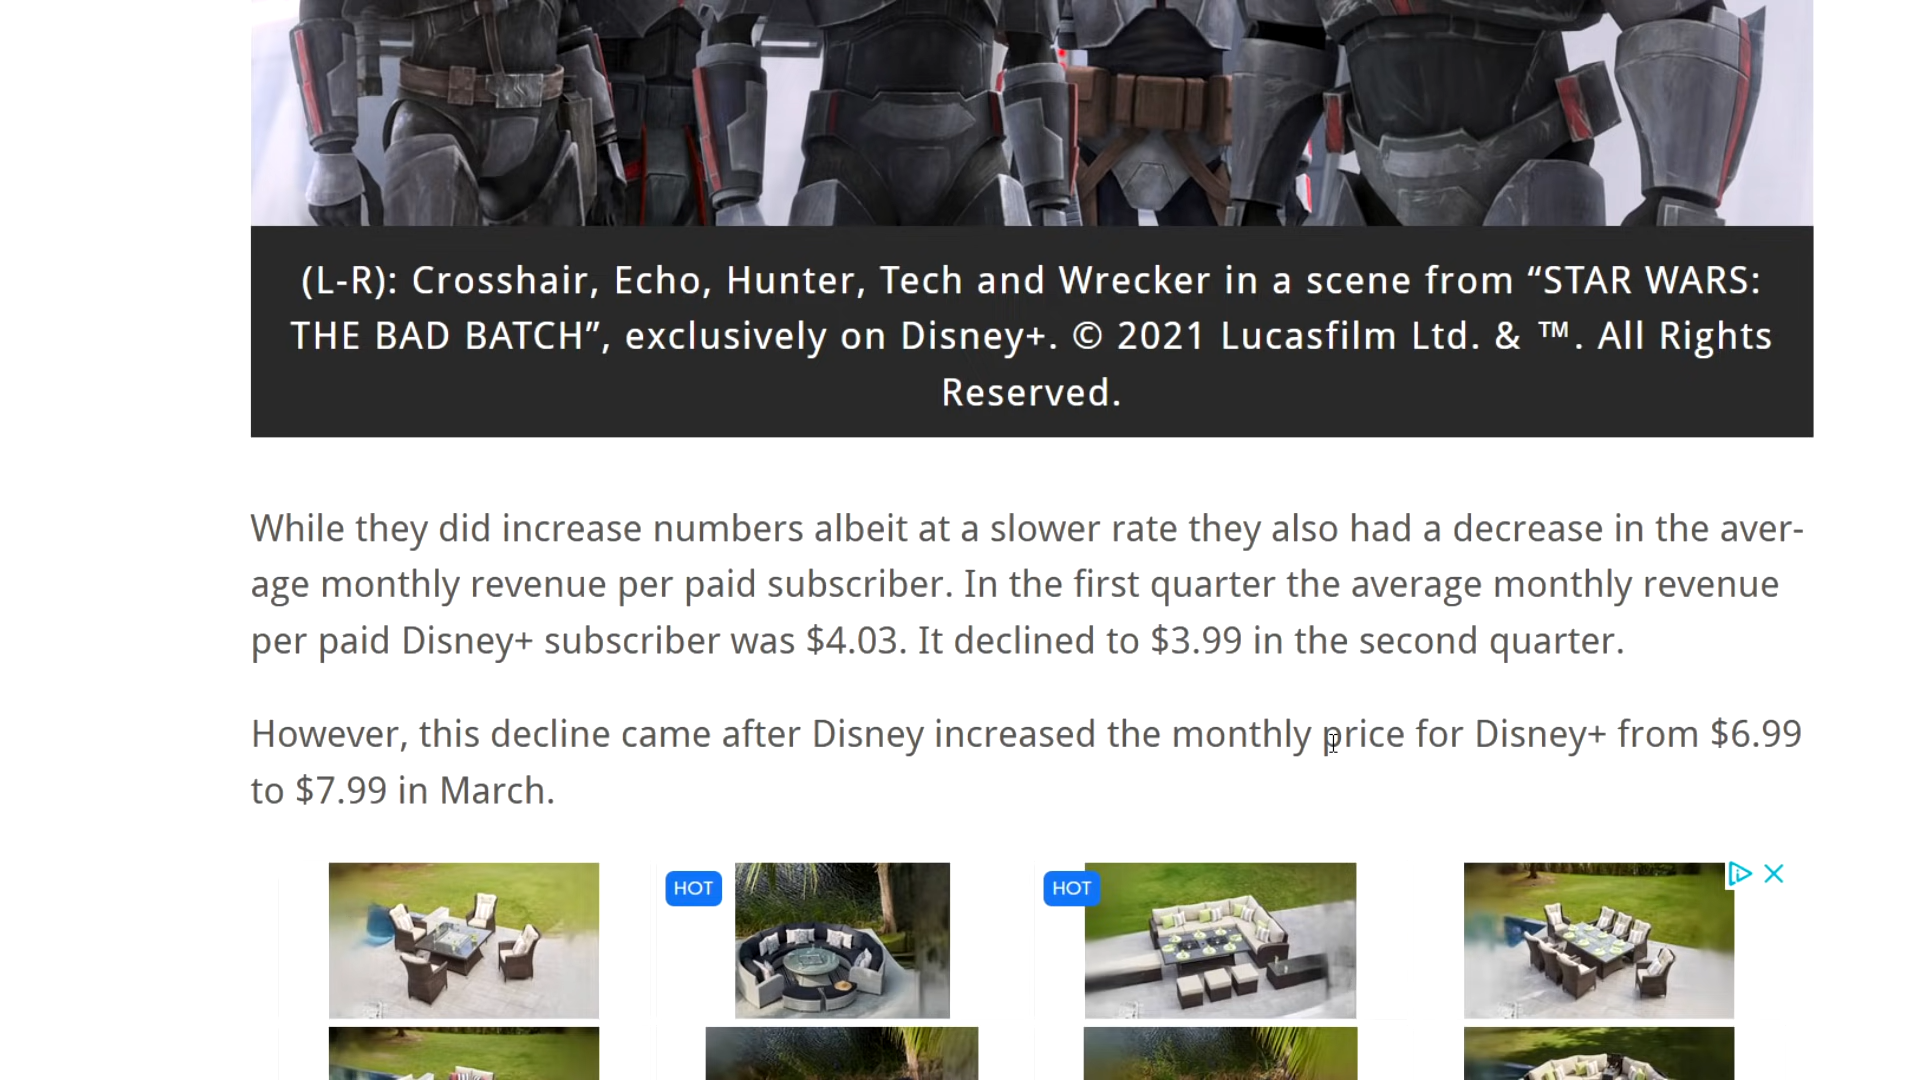 (L-R): Crosshair, Echo, Hunter, Tech and Wrecker in a scene from “STAR WARS:
THE BAD BATCH”, exclusively on Disney+. © 2021 Lucasfilm Ltd. & ™. All Rights
Reserved.
While they did increase numbers albeit at a slower rate they also had a decrease in the aver-
age monthly revenue per paid subscriber. In the first quarter the average monthly revenue
per paid Disney+ subscriber was $4.03. It declined to $3.99 in the second quarter.
However, this decline came after Disney increased the monthly price for Disney+ from $6.99
to $7.99 in March.
HOT
HOT